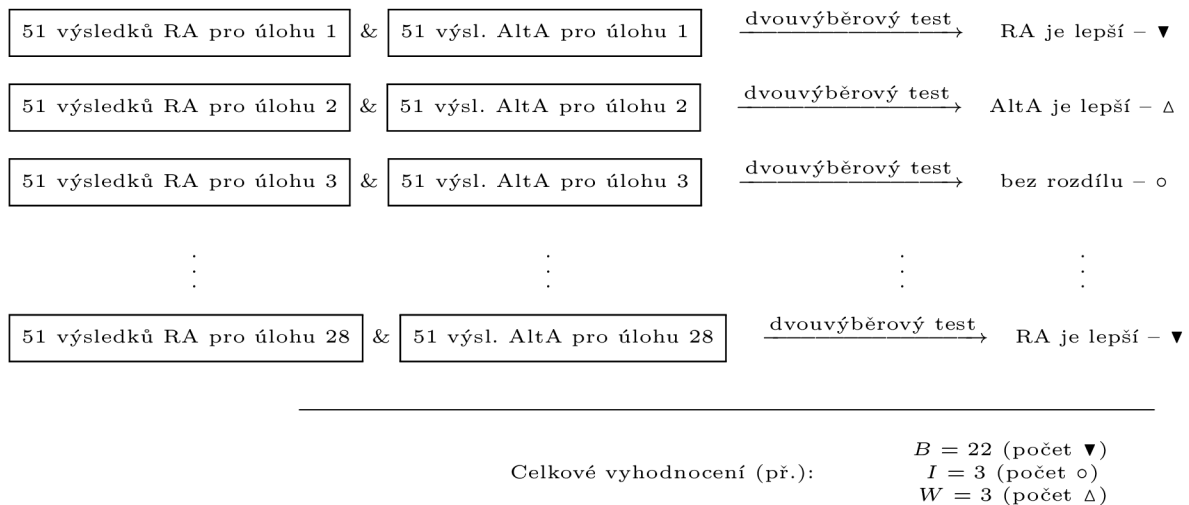 51 výsledků RA pro úlohu 1 & 51 výsl. AltA pro úlohu 1 dvouvýběrový test → RA je lepší – ▼
51 výsledků RA pro úlohu 2 & 51 výsl. AltA pro úlohu 2 dvouvýběrový test → AltA je lepší – △
51 výsledků RA pro úlohu 3 & 51 výsl. AltA pro úlohu 3 dvouvýběrový test → bez rozdílu – ○
⋮ ⋮ ⋮ ⋮
51 výsledků RA pro úlohu 28 & 51 výsl. AltA pro úlohu 28 dvouvýběrový test → RA je lepší – ▼
B = 22 (počet ▼)
Celkové vyhodnocení (př.): I = 3 (počet ○)
W = 3 (počet △)